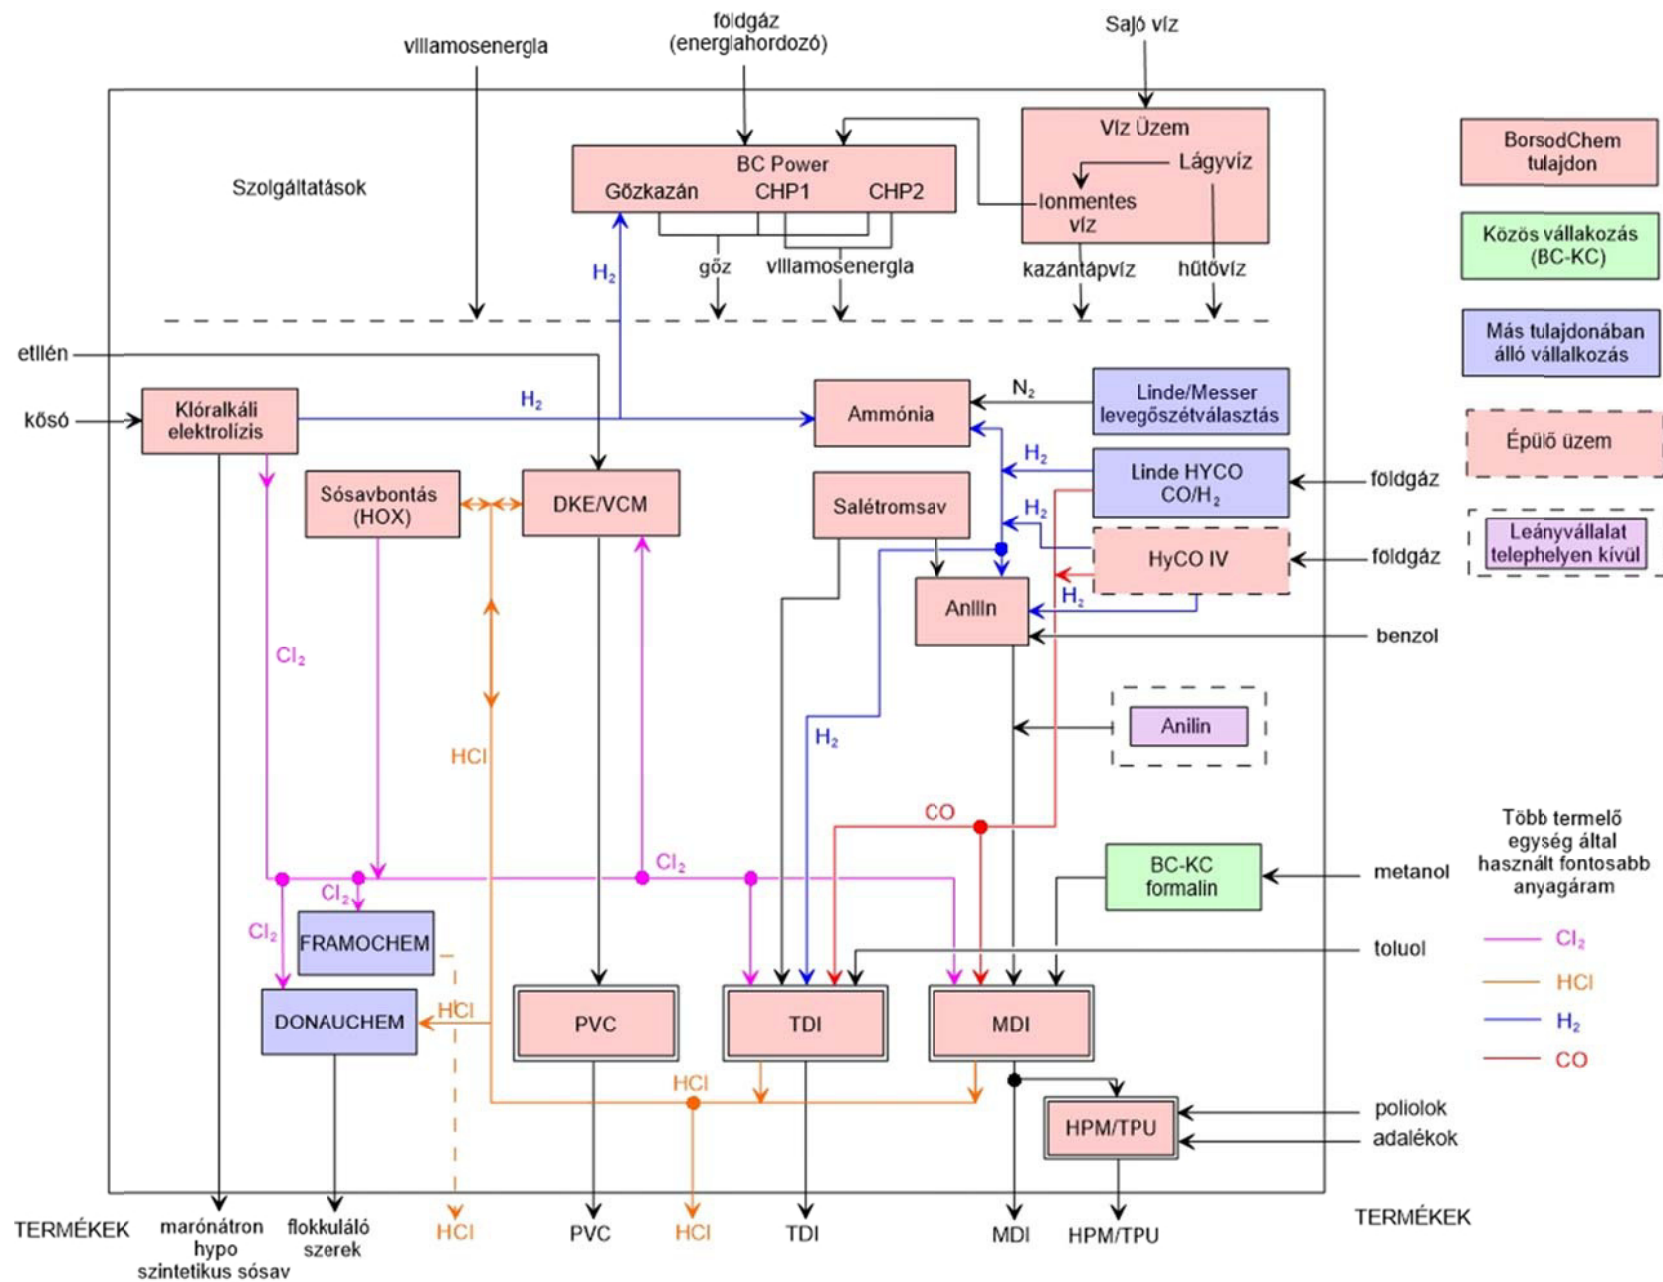 villamosenergia
földgáz
(energiahordozó)
Sajó víz
Szolgáltatások
BC Power
Gőzkazán
CHP1
CHP2
Víz Üzem
Lágyvíz
Ionmentes
víz
H₂
gőz
villamosenergia
kazántápvíz
hűtővíz
BorsodChem
tulajdon
Közös vállakozás
(BC-KC)
Más tulajdonában
álló vállalkozás
Épülő üzem
Leányvállalat
telephelyen kívül
etilén
kősó
Klóralkáli
elektrolízis
H₂
Ammónia
N₂
Linde/Messer
levegőszétválasztás
Sósavbontás
(HOX)
DKE/VCM
Salétromsav
H₂
Linde HYCO
CO/H₂
földgáz
H₂
HyCO IV
földgáz
Anilin
H₂
benzol
Cl₂
Anilin
H₂
HCl
CO
Cl₂
Cl₂
BC-KC
formalin
metanol
Több termelő
egység által
használt fontosabb
anyagáram
Cl₂
FRAMOCHEM
toluol
Cl₂
HCl
H₂
CO
DONAUCHEM
HCl
PVC
TDI
MDI
HCl
HPM/TPU
poliolok
adalékok
TERMÉKEK
marónátron
hypo
szintetikus sósav
flokkuláló
szerek
HCl
PVC
HCl
TDI
MDI
HPM/TPU
TERMÉKEK